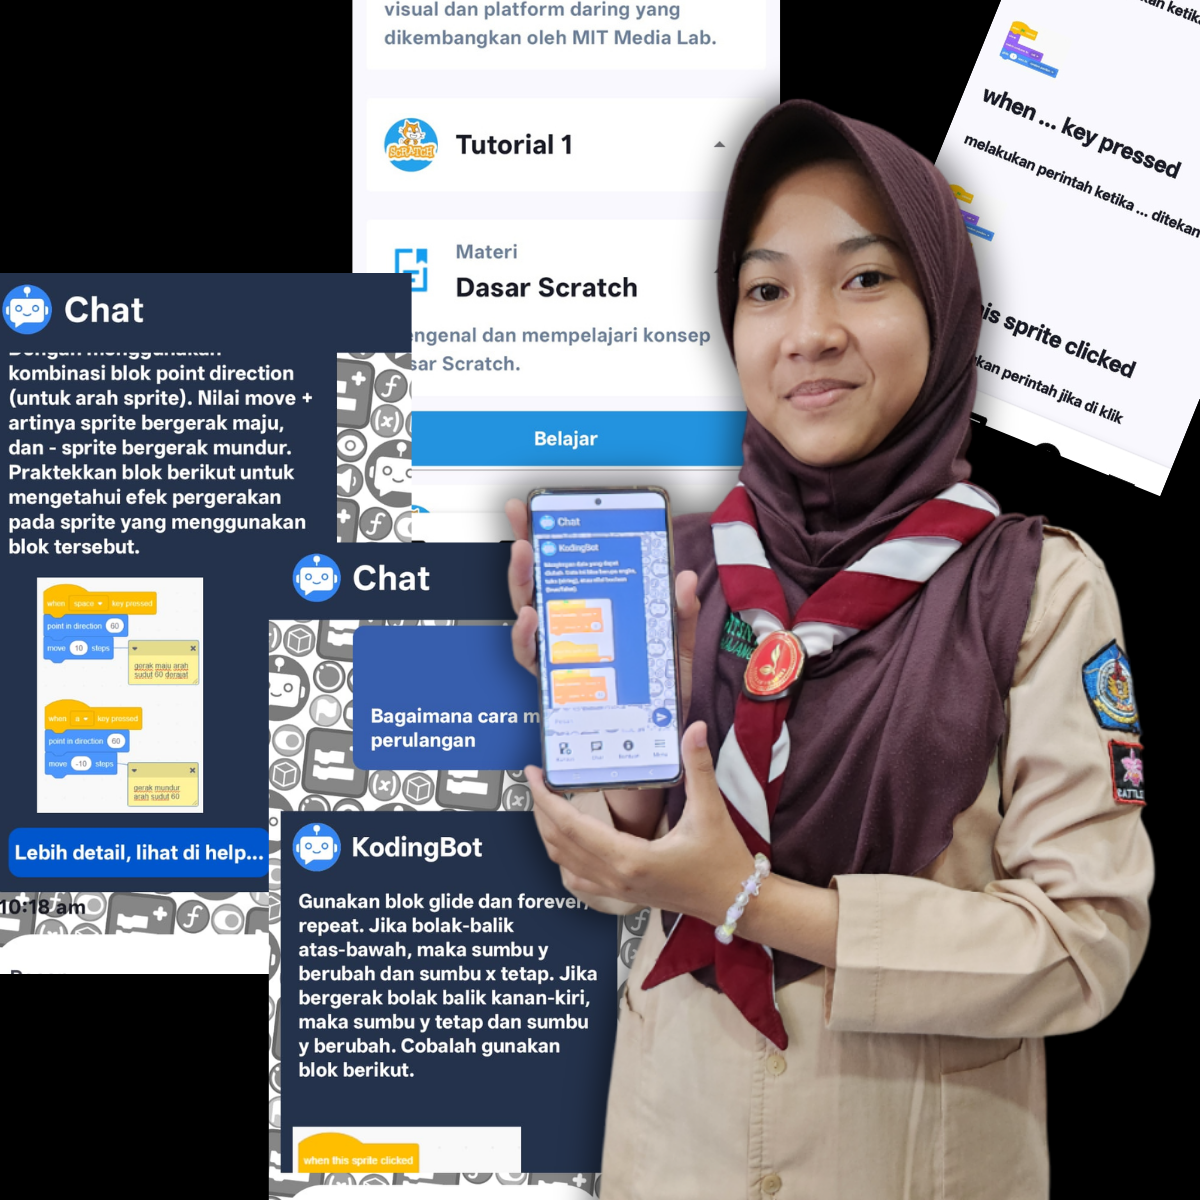 visual dan platform daring yang
dikembangkan oleh MIT Media Lab.
SCRATCH
Tutorial 1
Materi
Dasar Scratch
engenal dan mempelajari konsep
sar Scratch.
Belajar
when ... key pressed
melakukan perintah ketika ... ditekan
his sprite clicked
kan perintah jika di klik
Chat
Dengan menggunakan
kombinasi blok point direction
(untuk arah sprite). Nilai move +
artinya sprite bergerak maju,
dan - sprite bergerak mundur.
Praktekkan blok berikut untuk
mengetahui efek pergerakan
pada sprite yang menggunakan
blok tersebut.
when space key pressed
point in direction 60
move 10 steps
gerak maju arah
sudut 60 derajat
when a key pressed
point in direction 60
move -10 steps
gerak mundur
arah sudut 60
Lebih detail, lihat di help...
10:18 am
Chat
Bagaimana cara m
perulangan
KodingBot
Gunakan blok glide dan forever,
repeat. Jika bolak-balik
atas-bawah, maka sumbu y
berubah dan sumbu x tetap. Jika
bergerak bolak balik kanan-kiri,
maka sumbu y tetap dan sumbu
y berubah. Cobalah gunakan
blok berikut.
when this sprite clicked
Chat
KodingBot